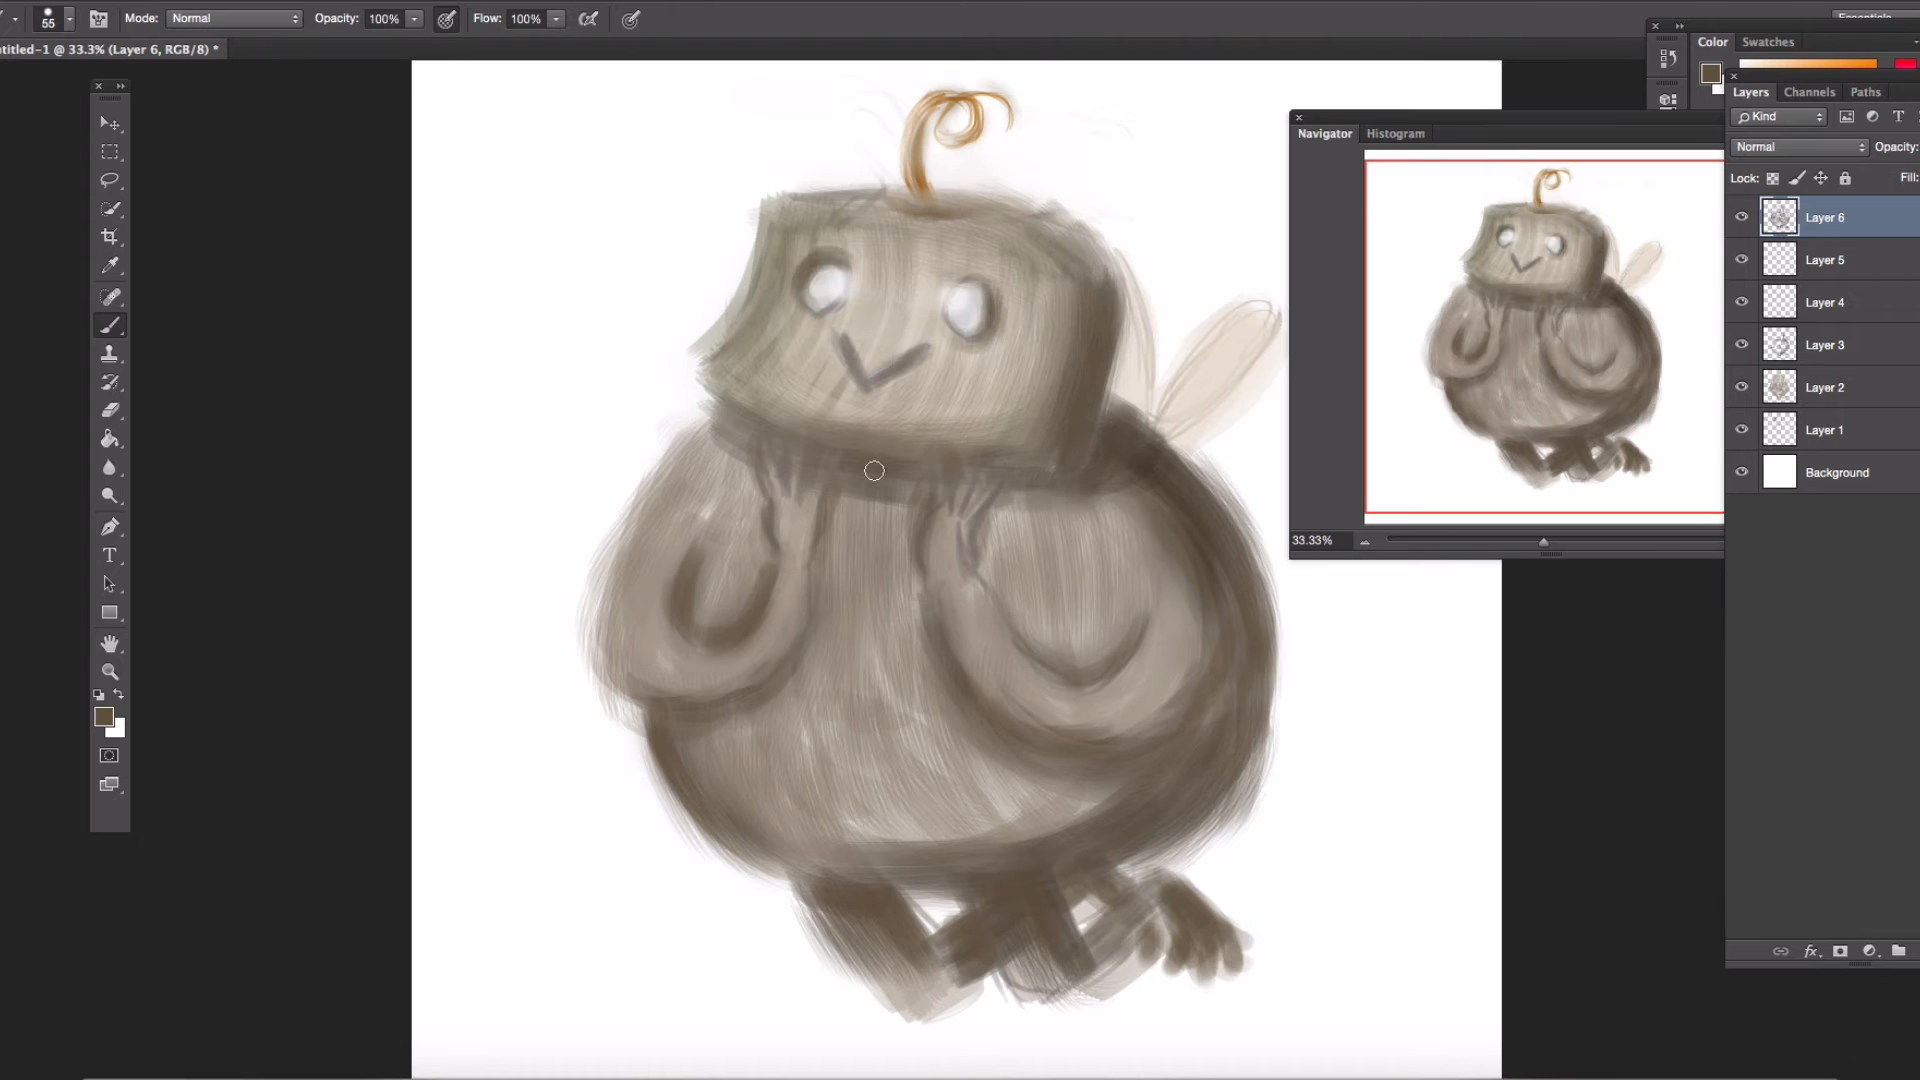 55
Mode: Normal
Opacity: 100%
Flow: 100%
ntitled-1 @ 33.3% (Layer 6, RGB/8) *
Color Swatches
Layers Channels Paths
Kind
Normal Opacity:
Lock: Fill:
Layer 6
Layer 5
Layer 4
Layer 3
Layer 2
Layer 1
Background
Navigator Histogram
33.33%